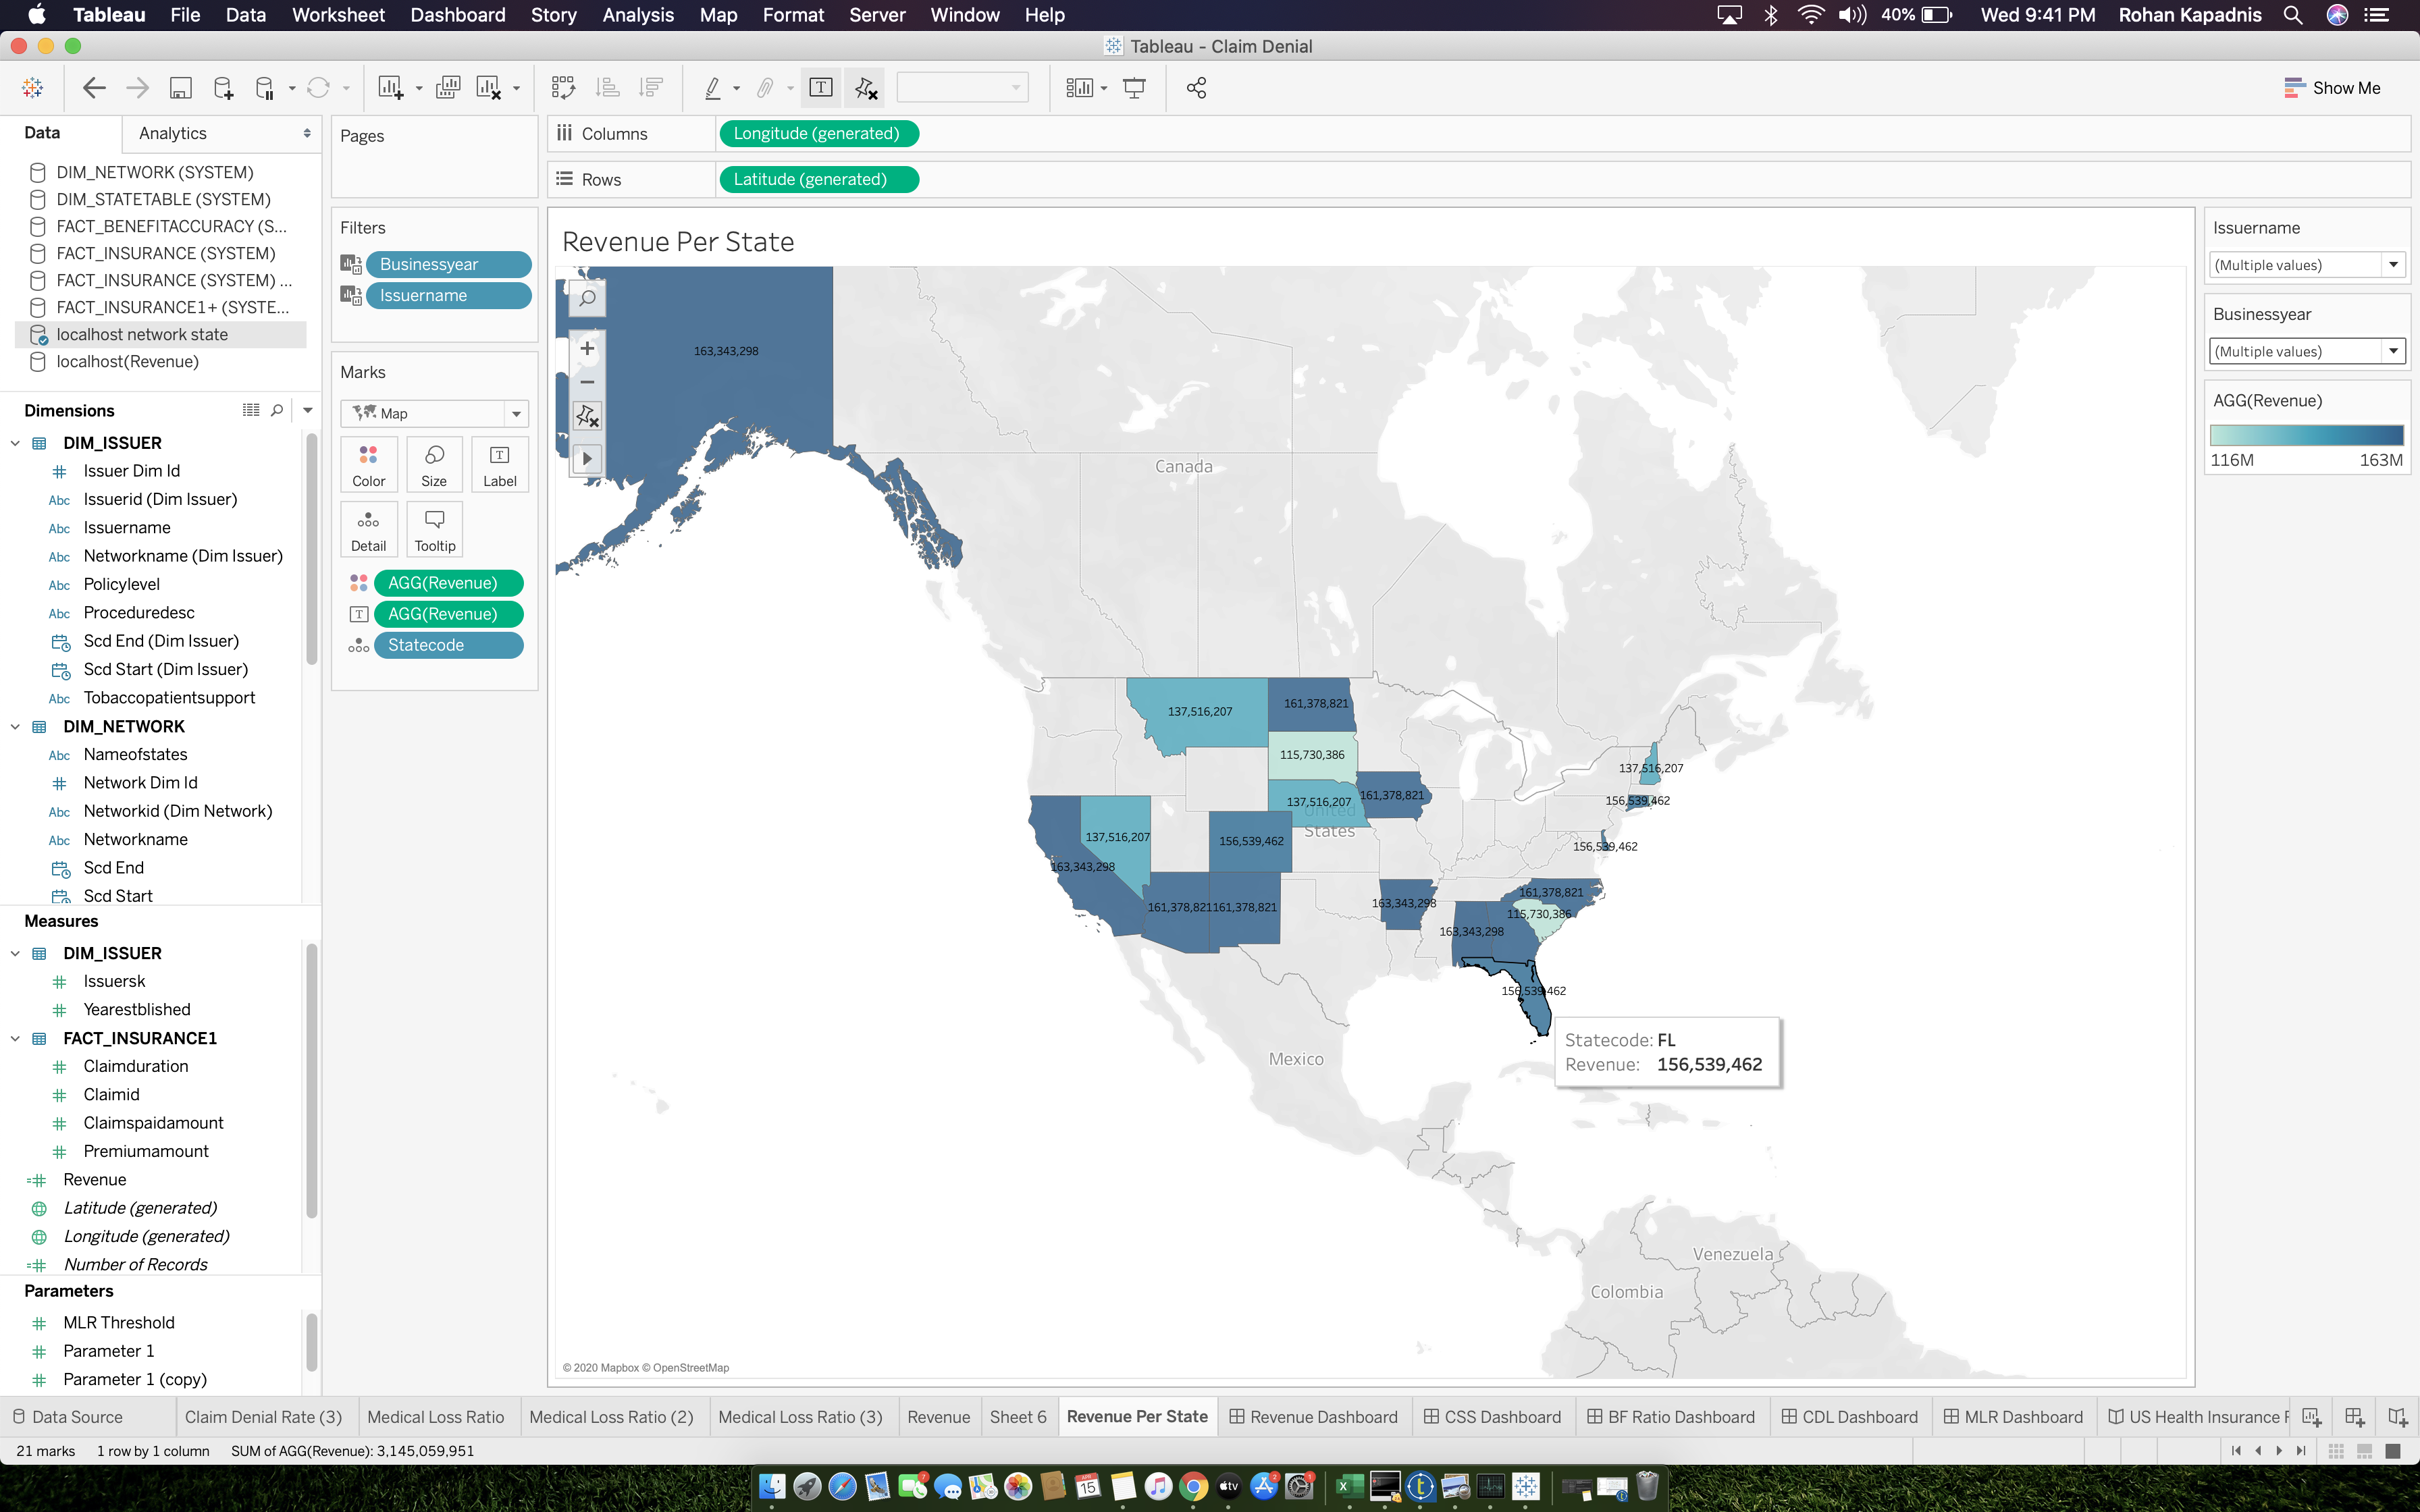 Tableau File Data Worksheet Dashboard Story Analysis Map Format Server Window Help 40% Wed 9:41 PM Rohan Kapadnis
Tableau - Claim Denial
Show Me
Data Analytics
DIM_NETWORK (SYSTEM)
DIM_STATETABLE (SYSTEM)
FACT_BENEFITACCURACY (S...
FACT_INSURANCE (SYSTEM)
FACT_INSURANCE (SYSTEM) ...
FACT_INSURANCE1+ (SYSTE...
localhost network state
localhost(Revenue)
Dimensions
DIM_ISSUER
Issuer Dim Id
Abc Issuerid (Dim Issuer)
Abc Issuername
Abc Networkname (Dim Issuer)
Abc Policylevel
Abc Proceduredesc
Scd End (Dim Issuer)
Scd Start (Dim Issuer)
Abc Tobaccopatientsupport
DIM_NETWORK
Abc Nameofstates
Network Dim Id
Abc Networkid (Dim Network)
Abc Networkname
Scd End
Scd Start
Measures
DIM_ISSUER
Issuersk
Yearestblished
FACT_INSURANCE1
Claimduration
Claimid
Claimspaidamount
Premiumamount
Revenue
Latitude (generated)
Longitude (generated)
Number of Records
Parameters
MLR Threshold
Parameter 1
Parameter 1 (copy)
Pages
Filters
Businessyear
Issuername
Marks
Map
Color Size Label
Detail Tooltip
AGG(Revenue)
AGG(Revenue)
Statecode
Columns Longitude (generated)
Rows Latitude (generated)
Revenue Per State
163,343,298
Canada
137,516,207
161,378,821
115,730,386
137,516,207
161,378,821
United
States
137,516,207
156,539,462
163,343,298
161,378,821
161,378,821
163,343,298
163,343,298
137,516,207
156,539,462
156,539,462
161,378,821
115,730,386
156,539,462
Statecode: FL
Revenue: 156,539,462
Mexico
Venezuela
Colombia
© 2020 Mapbox © OpenStreetMap
Issuername
(Multiple values)
Businessyear
(Multiple values)
AGG(Revenue)
116M 163M
Data Source Claim Denial Rate (3) Medical Loss Ratio Medical Loss Ratio (2) Medical Loss Ratio (3) Revenue Sheet 6 Revenue Per State Revenue Dashboard CSS Dashboard BF Ratio Dashboard CDL Dashboard MLR Dashboard US Health Insurance
21 marks 1 row by 1 column SUM of AGG(Revenue): 3,145,059,951